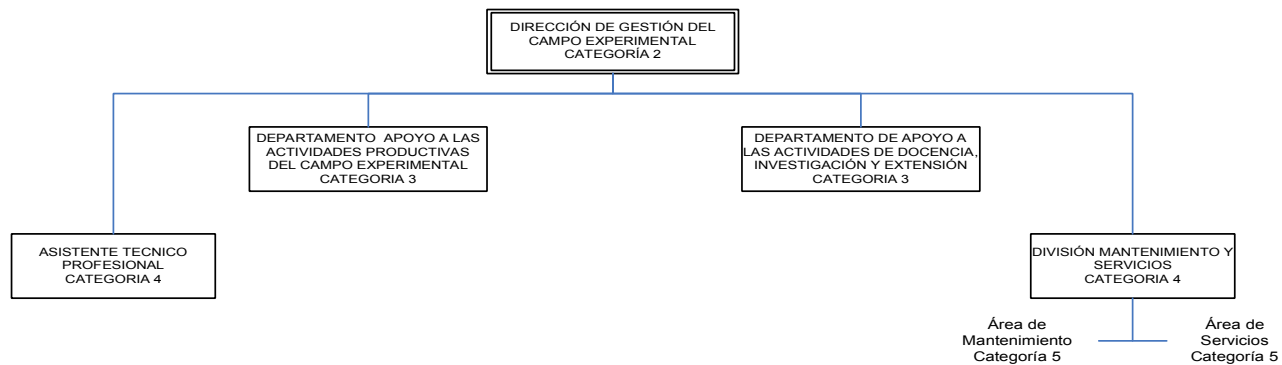 DIRECCIÓN DE GESTIÓN DEL
CAMPO EXPERIMENTAL
CATEGORÍA 2
DEPARTAMENTO APOYO A LAS
ACTIVIDADES PRODUCTIVAS
DEL CAMPO EXPERIMENTAL
CATEGORIA 3
DEPARTAMENTO DE APOYO A
LAS ACTIVIDADES DE DOCENCIA,
INVESTIGACIÓN Y EXTENSIÓN
CATEGORIA 3
ASISTENTE TECNICO
PROFESIONAL
CATEGORIA 4
DIVISIÓN MANTENIMIENTO Y
SERVICIOS
CATEGORIA 4
Área de
Mantenimiento
Categoría 5
Área de
Servicios
Categoría 5